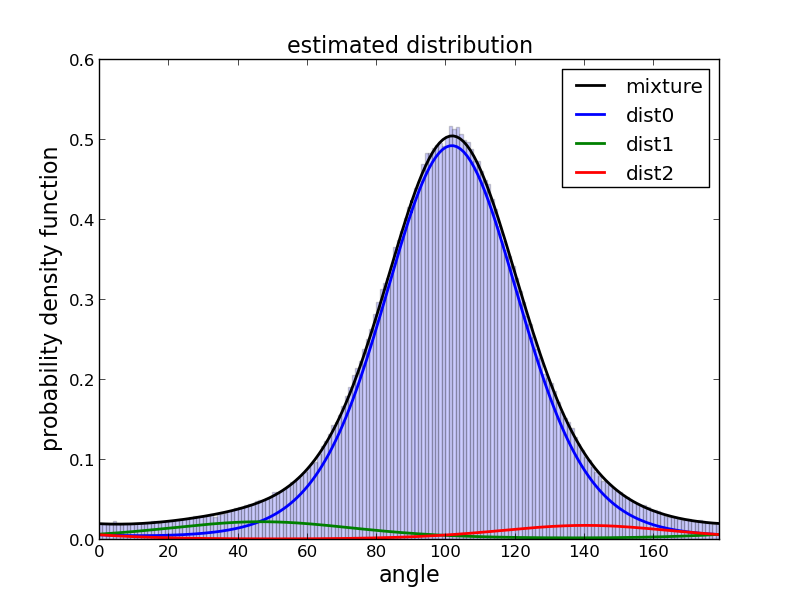 estimated distribution
probability density function
0.6
0.5
0.4
0.3
0.2
0.1
0.0
mixture
dist0
dist1
dist2
0 20 40 60 80 100 120 140 160
angle